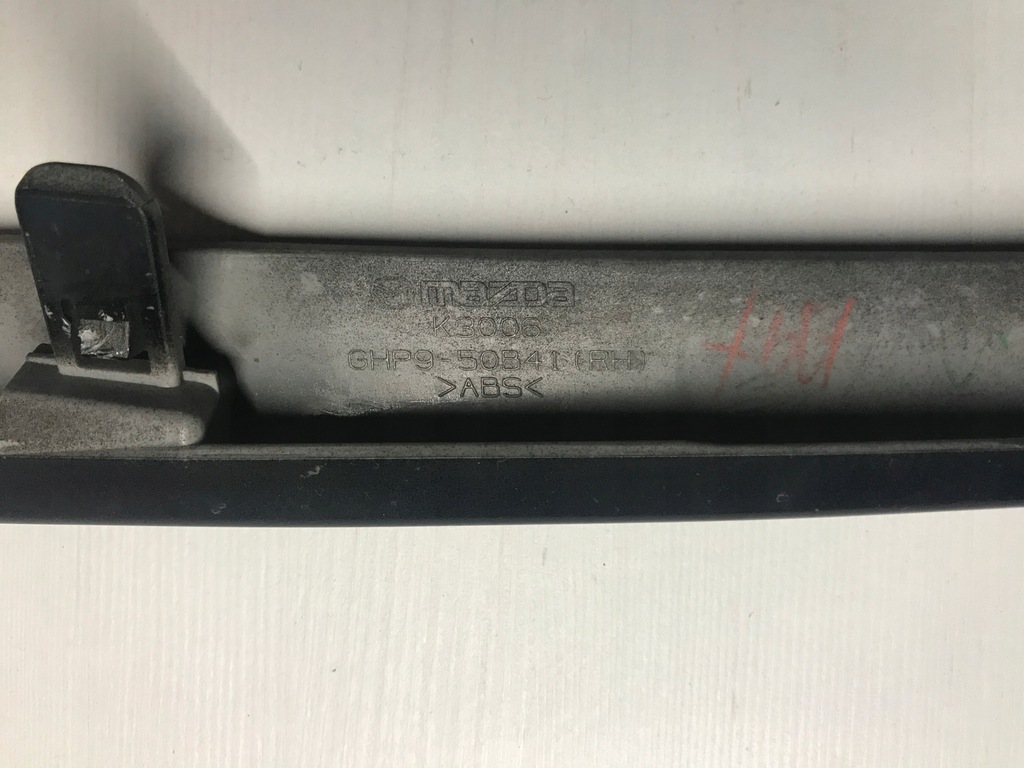 mazda
K3006
GHP9-50B41(RH)
>ABS<